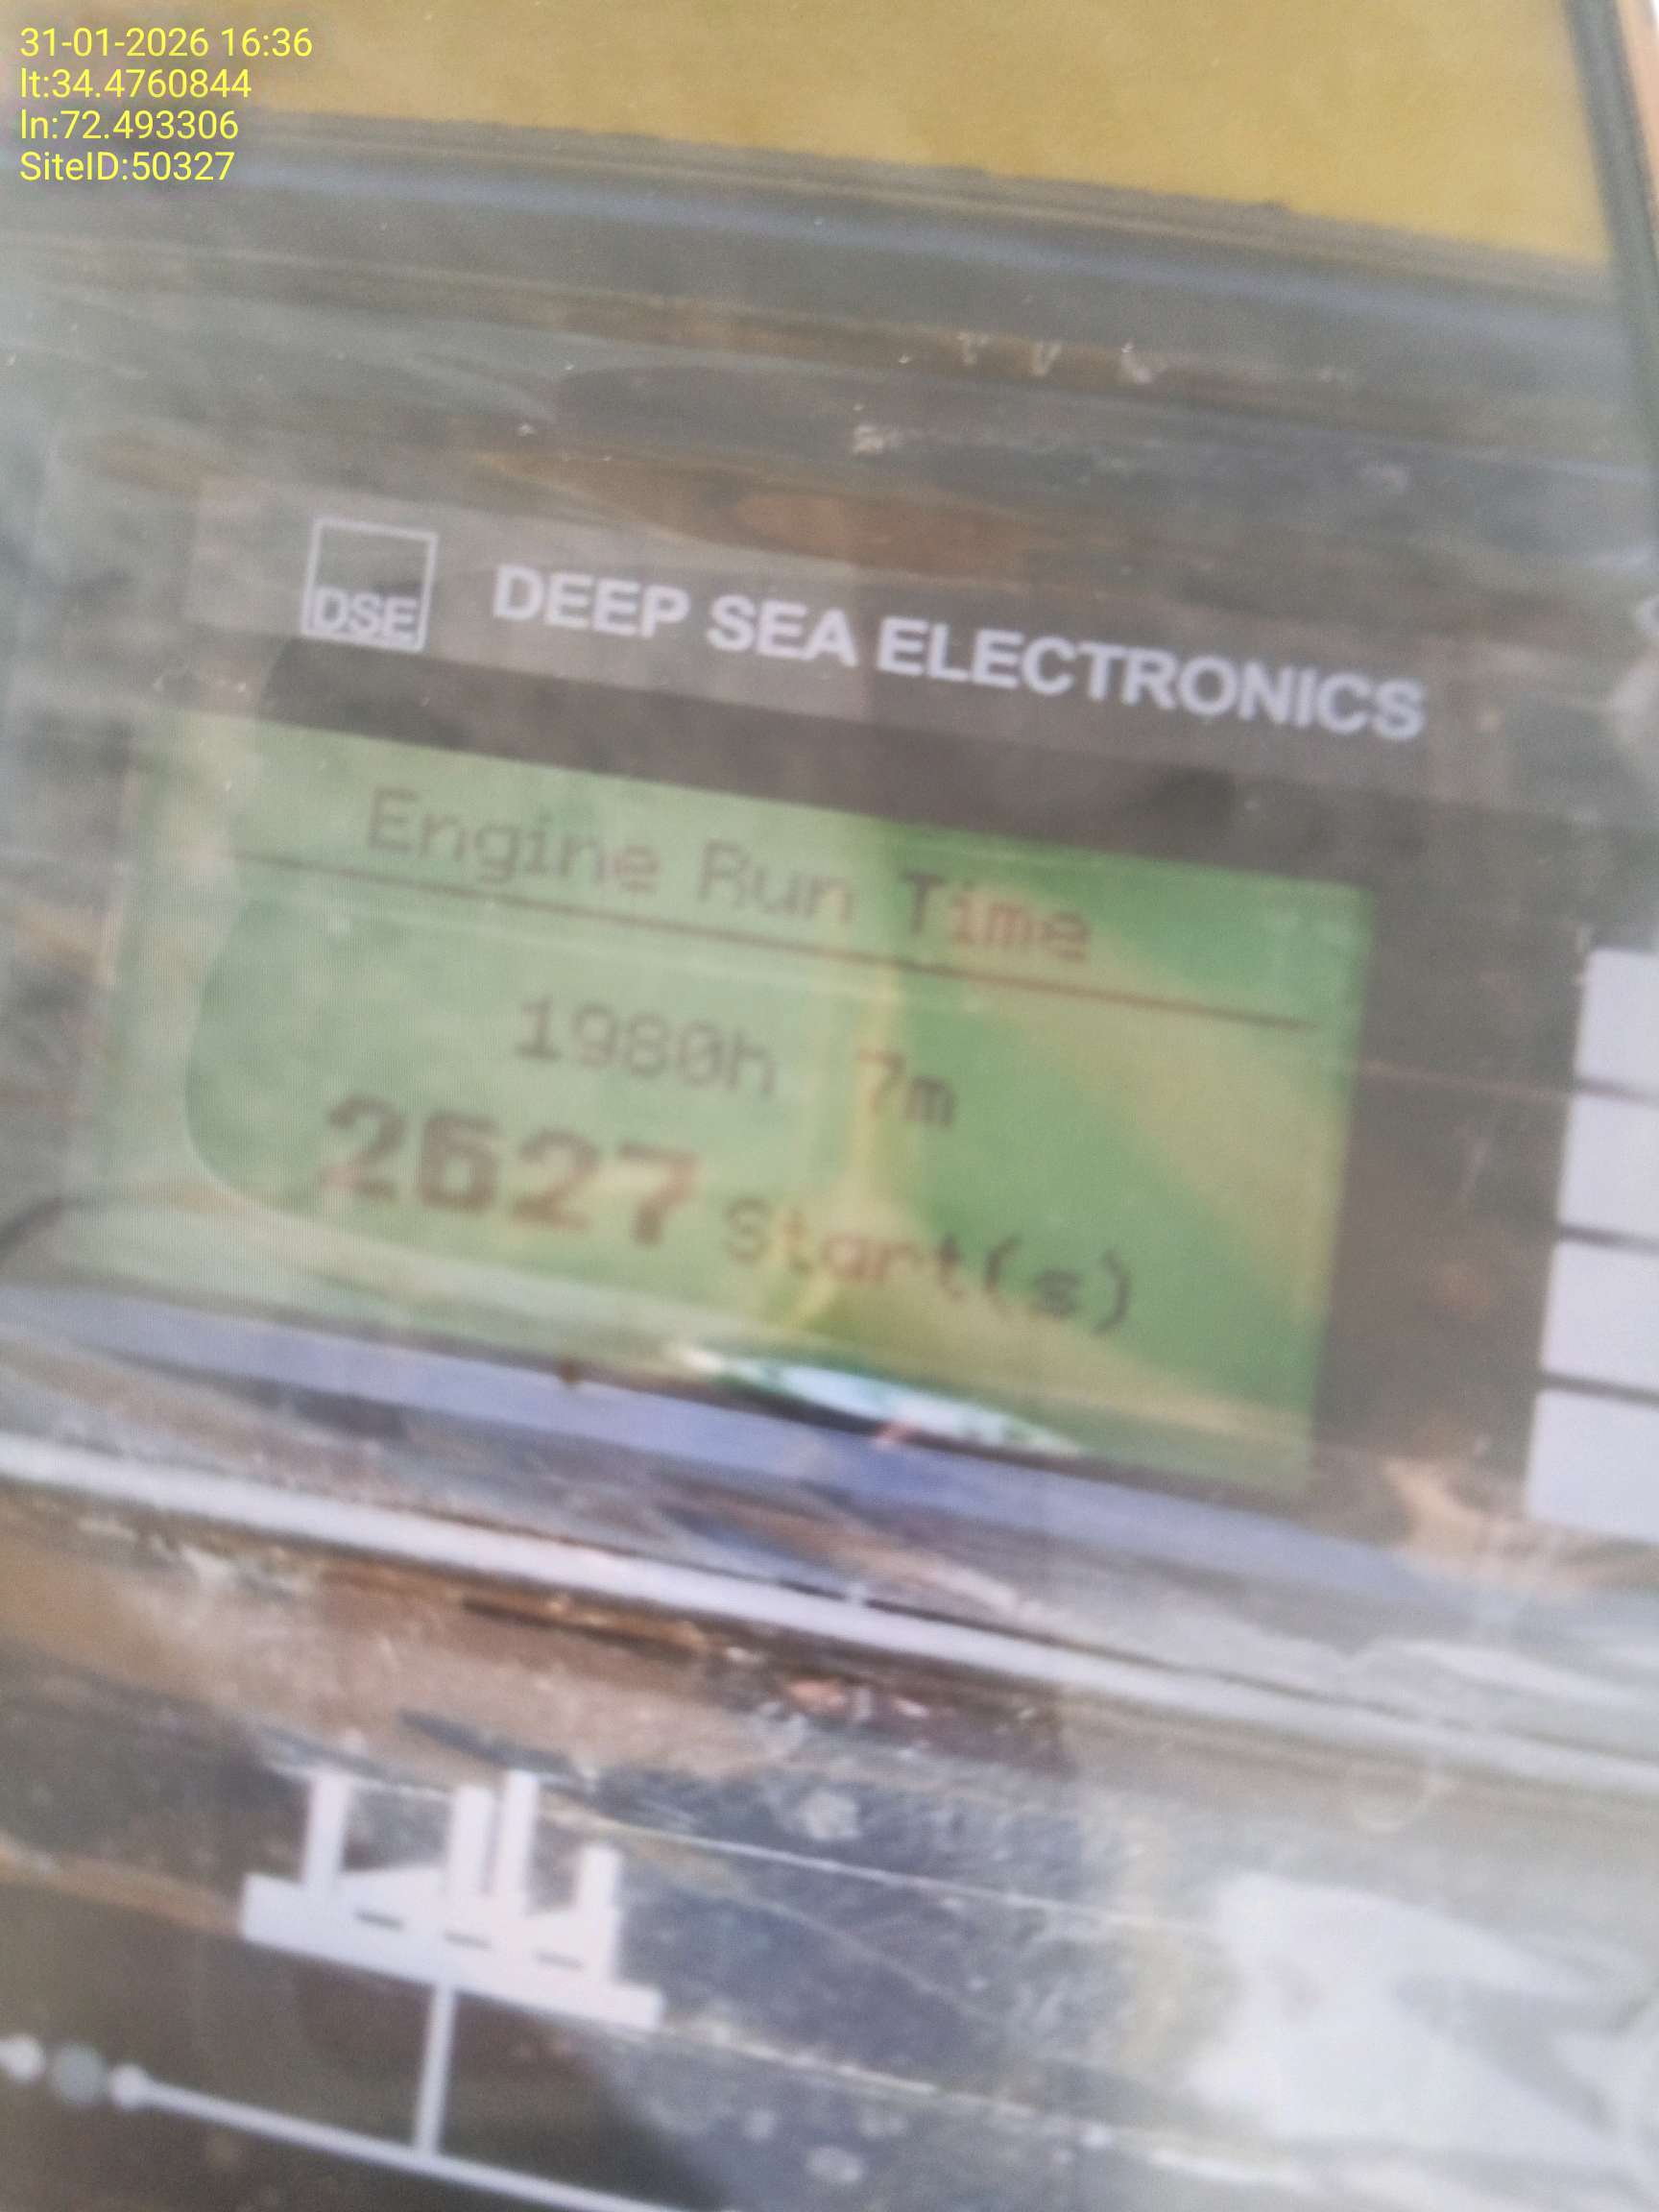 31-01-2026 16:36
lt:34.4760844
ln:72.493306
SiteID:50327
DSE
DEEP SEA ELECTRONICS
Engine Run Time
1980h 7m
2627 Start(s)